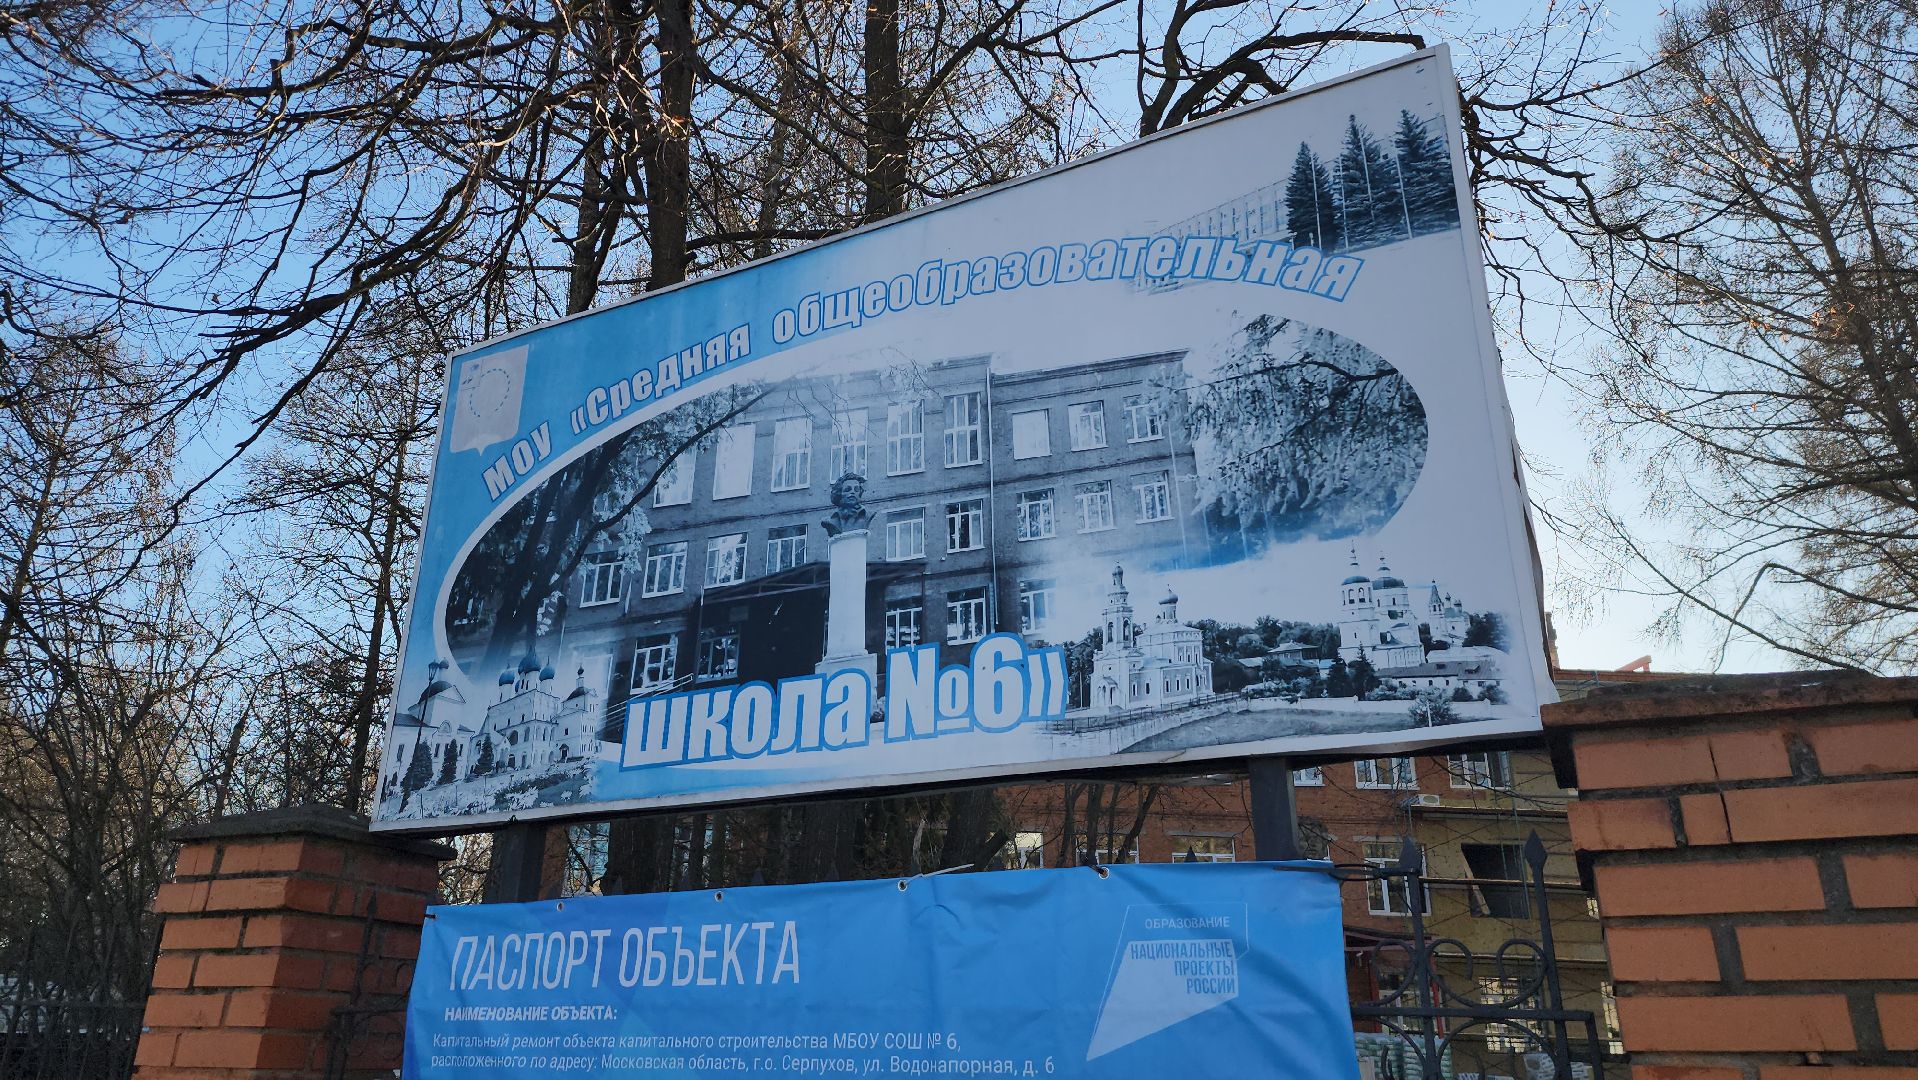 МОУ «Средняя общеобразовательная
школа №6»
ПАСПОРТ ОБЪЕКТА
ОБРАЗОВАНИЕ
НАЦИОНАЛЬНЫЕ
ПРОЕКТЫ
РОССИИ
НАИМЕНОВАНИЕ ОБЪЕКТА:
Капитальный ремонт объекта капитального строительства МБОУ СОШ № 6,
расположенного по адресу: Московская область, г.о. Серпухов, ул. Водонапорная, д. 6